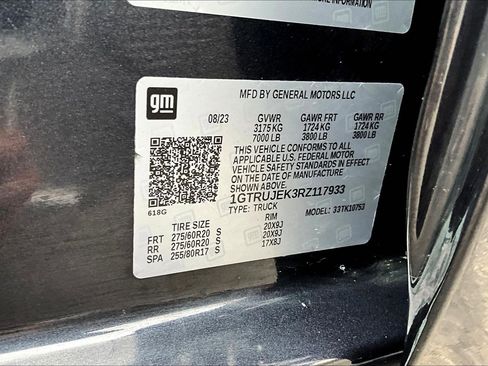 MORE INFORMATION
gm
MFD BY GENERAL MOTORS LLC
08/23 GVWR GAWR FRT GAWR RR
3175 KG 1724 KG 1724 KG
7000 LB 3800 LB 3800 LB
THIS VEHICLE CONFORMS TO ALL
APPLICABLE U.S. FEDERAL MOTOR
VEHICLE SAFETY STANDARDS IN EFFECT
ON THE DATE OF MANUFACTURE
SHOWN ABOVE.
1GTRUJEK3RZ117933
TYPE: TRUCK MODEL: 33TK10753
618G
TIRE SIZE RIM
FRT 275/60R20 S 20X9J
RR 275/60R20 S 20X9J
SPA 255/80R17 S 17X8J